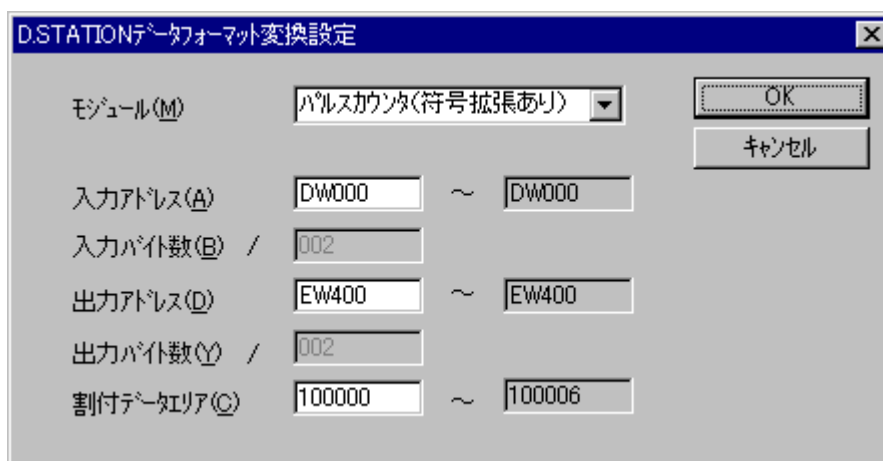 D.STATIONﾃﾞｰﾀﾌｫｰﾏｯﾄ変換設定
ﾓｼﾞｭｰﾙ(M) ﾊﾟﾙｽｶｳﾝﾀ(符号拡張あり) OK
ｷｬﾝｾﾙ
入力ｱﾄﾞﾚｽ(A) DW000 ～ DW000
入力ﾊﾞｲﾄ数(B) / 002
出力ｱﾄﾞﾚｽ(D) EW400 ～ EW400
出力ﾊﾞｲﾄ数(Y) / 002
割付ﾃﾞｰﾀｴﾘｱ(C) 100000 ～ 100006